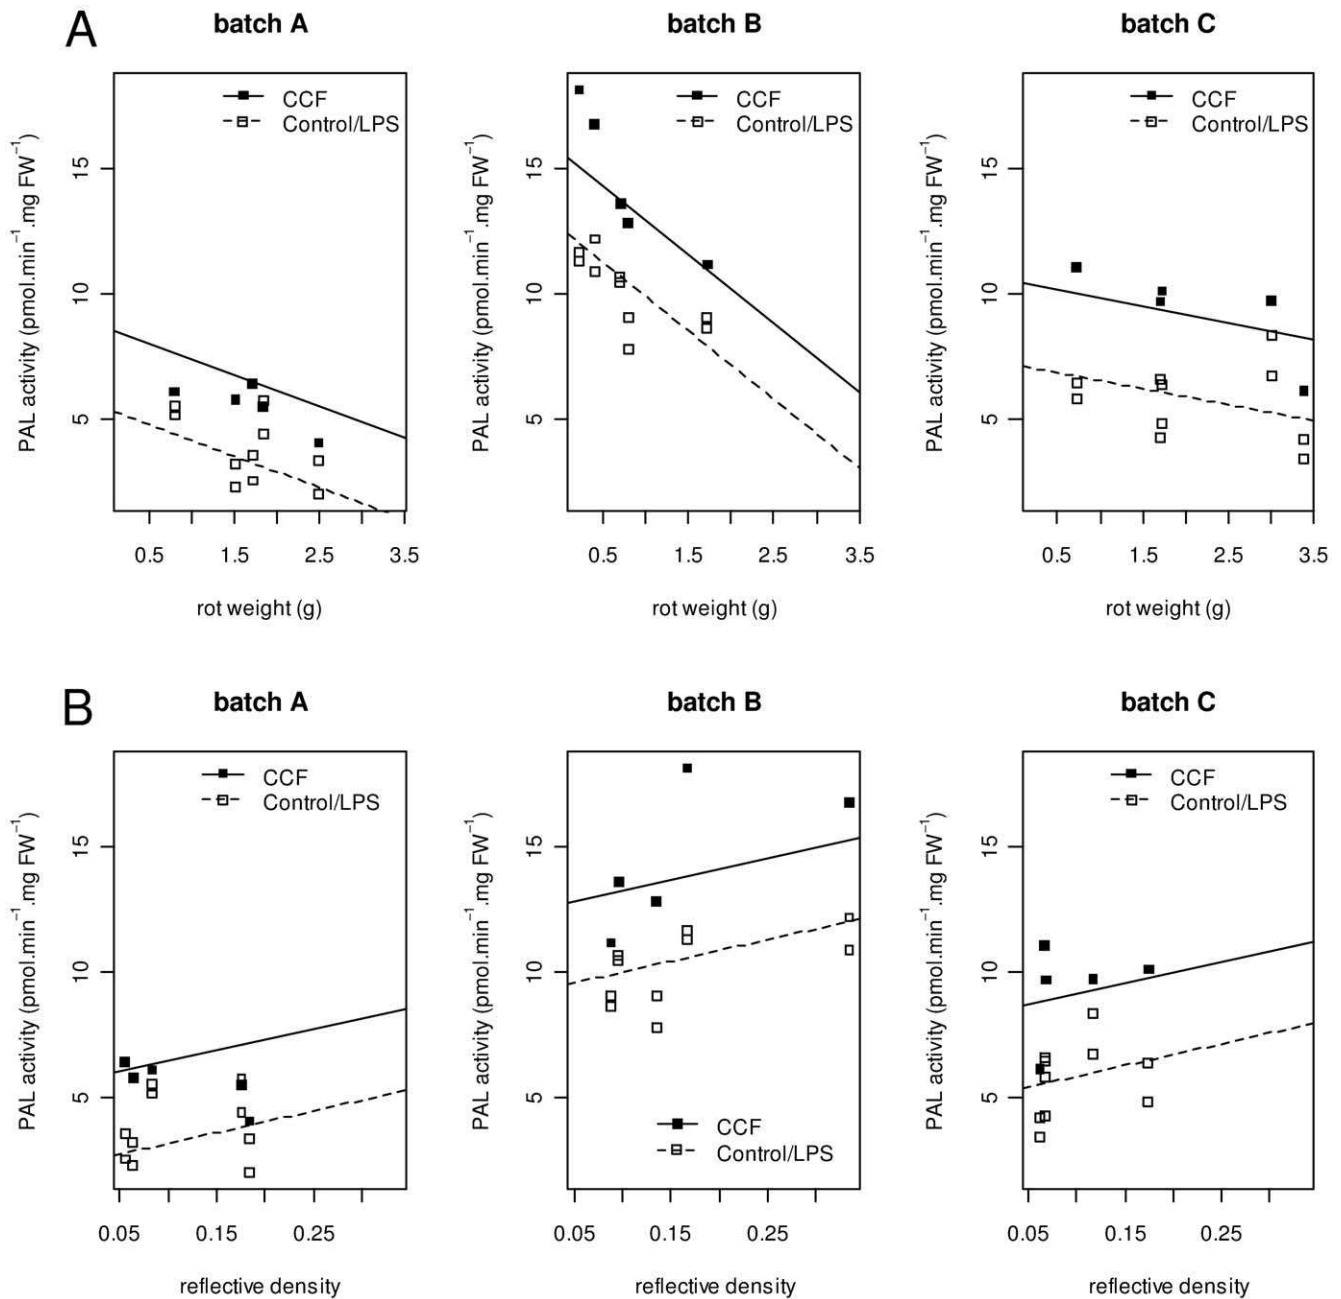 A
batch A
batch B
batch C
CCF
Control/LPS
CCF
Control/LPS
CCF
Control/LPS
PAL activity (pmol.min⁻¹.mg FW⁻¹)
5 10 15
0.5 1.5 2.5 3.5
rot weight (g)
PAL activity (pmol.min⁻¹.mg FW⁻¹)
5 10 15
0.5 1.5 2.5 3.5
rot weight (g)
PAL activity (pmol.min⁻¹.mg FW⁻¹)
5 10 15
0.5 1.5 2.5 3.5
rot weight (g)
B
batch A
batch B
batch C
CCF
Control/LPS
CCF
Control/LPS
CCF
Control/LPS
PAL activity (pmol.min⁻¹.mg FW⁻¹)
5 10 15
0.05 0.15 0.25
reflective density
PAL activity (pmol.min⁻¹.mg FW⁻¹)
5 10 15
0.05 0.15 0.25
reflective density
PAL activity (pmol.min⁻¹.mg FW⁻¹)
5 10 15
0.05 0.15 0.25
reflective density